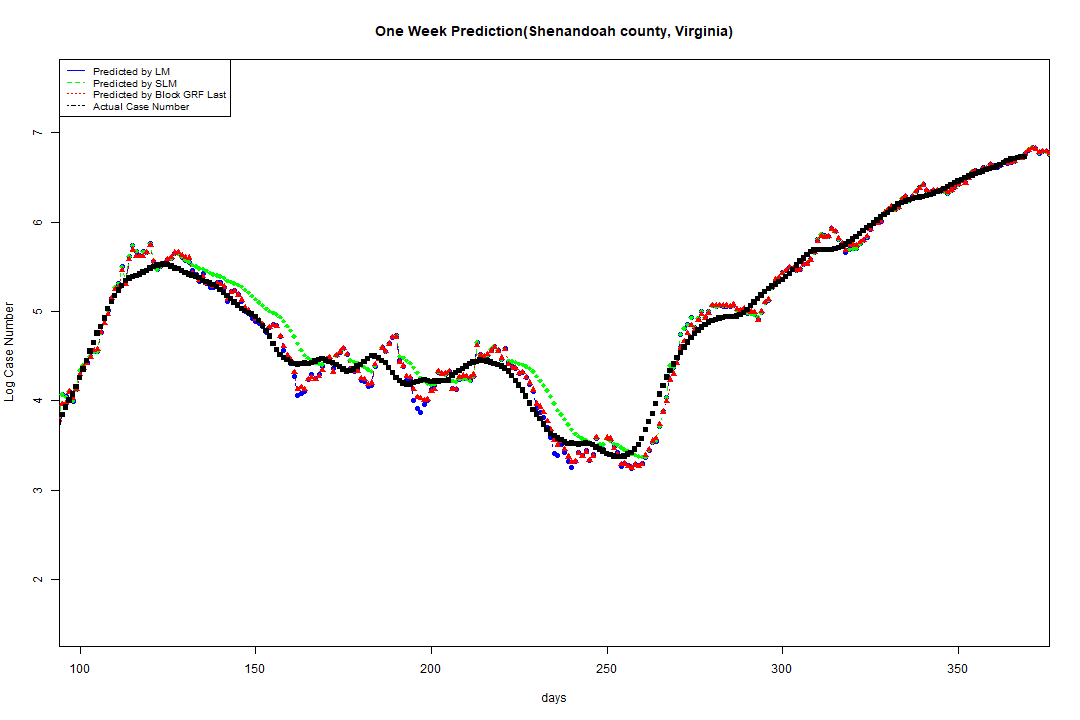 One Week Prediction(Shenandoah county, Virginia)
Predicted by LM
Predicted by SLM
Predicted by Block GRF Last
Actual Case Number
7
6
5
4
3
2
Log Case Number
100 150 200 250 300 350
days